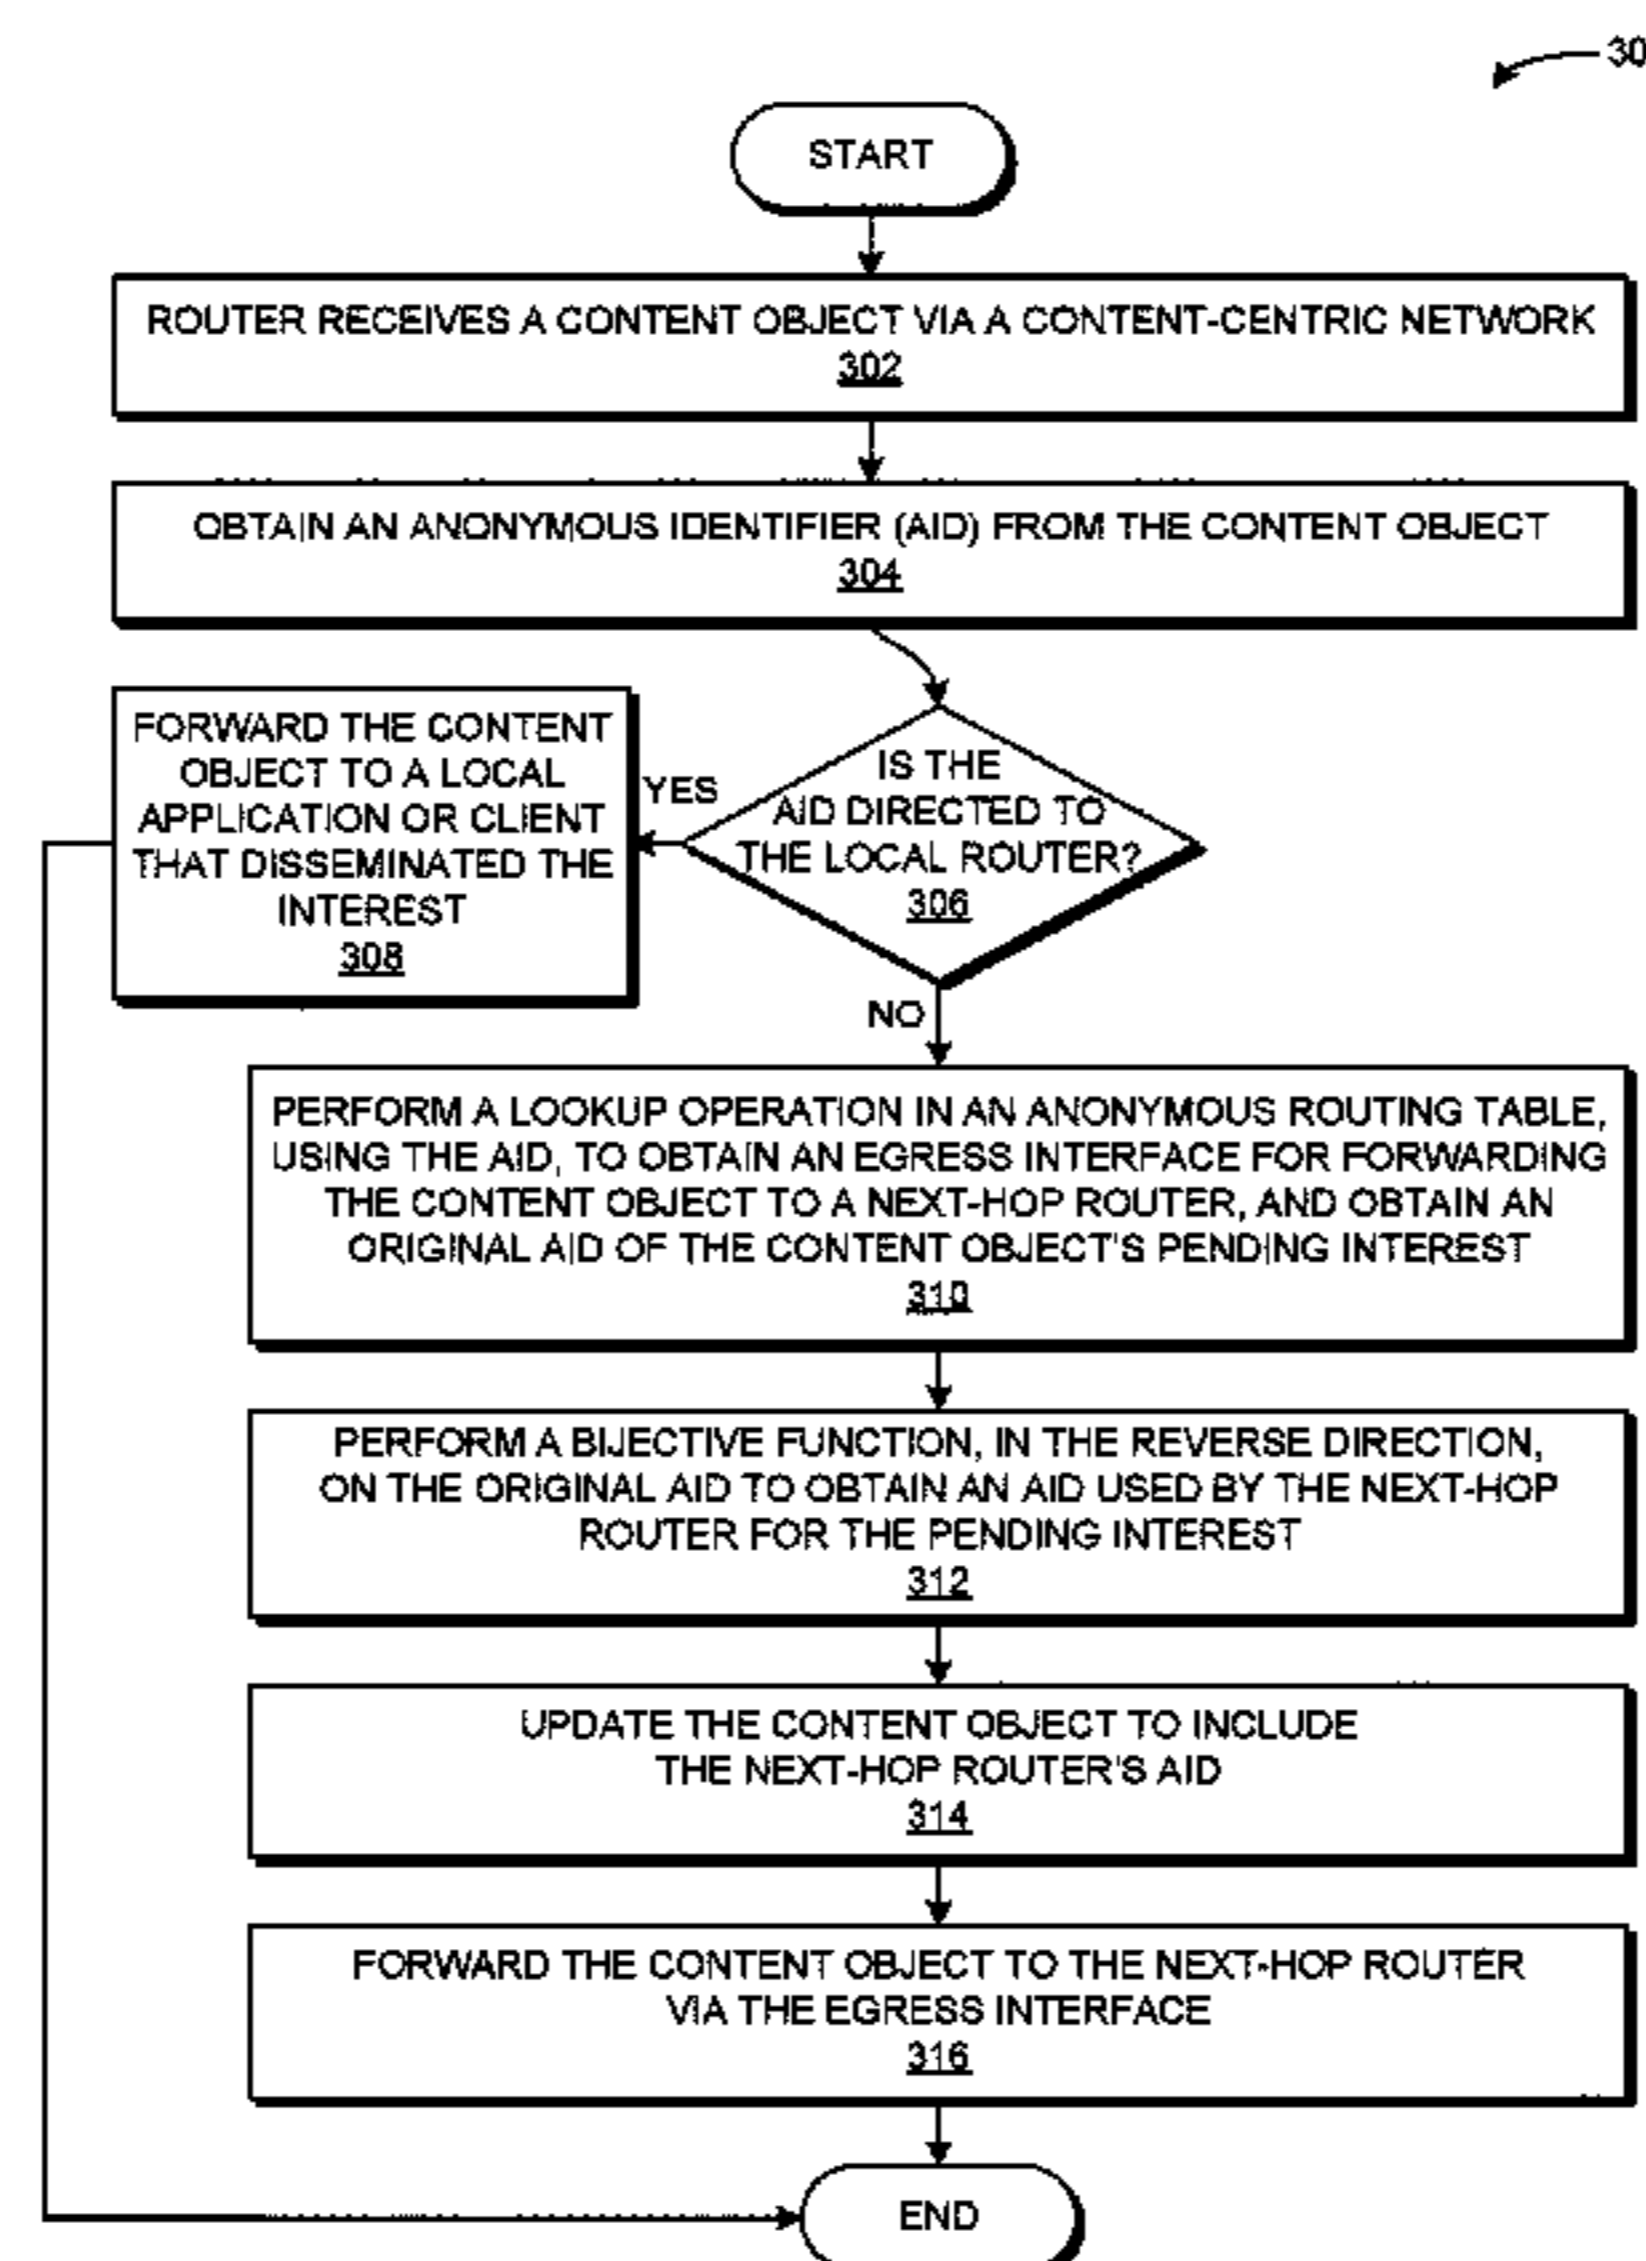 30
START
ROUTER RECEIVES A CONTENT OBJECT VIA A CONTENT-CENTRIC NETWORK
302
OBTAIN AN ANONYMOUS IDENTIFIER (AID) FROM THE CONTENT OBJECT
304
FORWARD THE CONTENT
OBJECT TO A LOCAL
APPLICATION OR CLIENT
THAT DISSEMINATED THE
INTEREST
308
YES
IS THE
AID DIRECTED TO
THE LOCAL ROUTER?
306
NO
PERFORM A LOOKUP OPERATION IN AN ANONYMOUS ROUTING TABLE,
USING THE AID, TO OBTAIN AN EGRESS INTERFACE FOR FORWARDING
THE CONTENT OBJECT TO A NEXT-HOP ROUTER, AND OBTAIN AN
ORIGINAL AID OF THE CONTENT OBJECT'S PENDING INTEREST
310
PERFORM A BIJECTIVE FUNCTION, IN THE REVERSE DIRECTION,
ON THE ORIGINAL AID TO OBTAIN AN AID USED BY THE NEXT-HOP
ROUTER FOR THE PENDING INTEREST
312
UPDATE THE CONTENT OBJECT TO INCLUDE
THE NEXT-HOP ROUTER'S AID
314
FORWARD THE CONTENT OBJECT TO THE NEXT-HOP ROUTER
VIA THE EGRESS INTERFACE
316
END